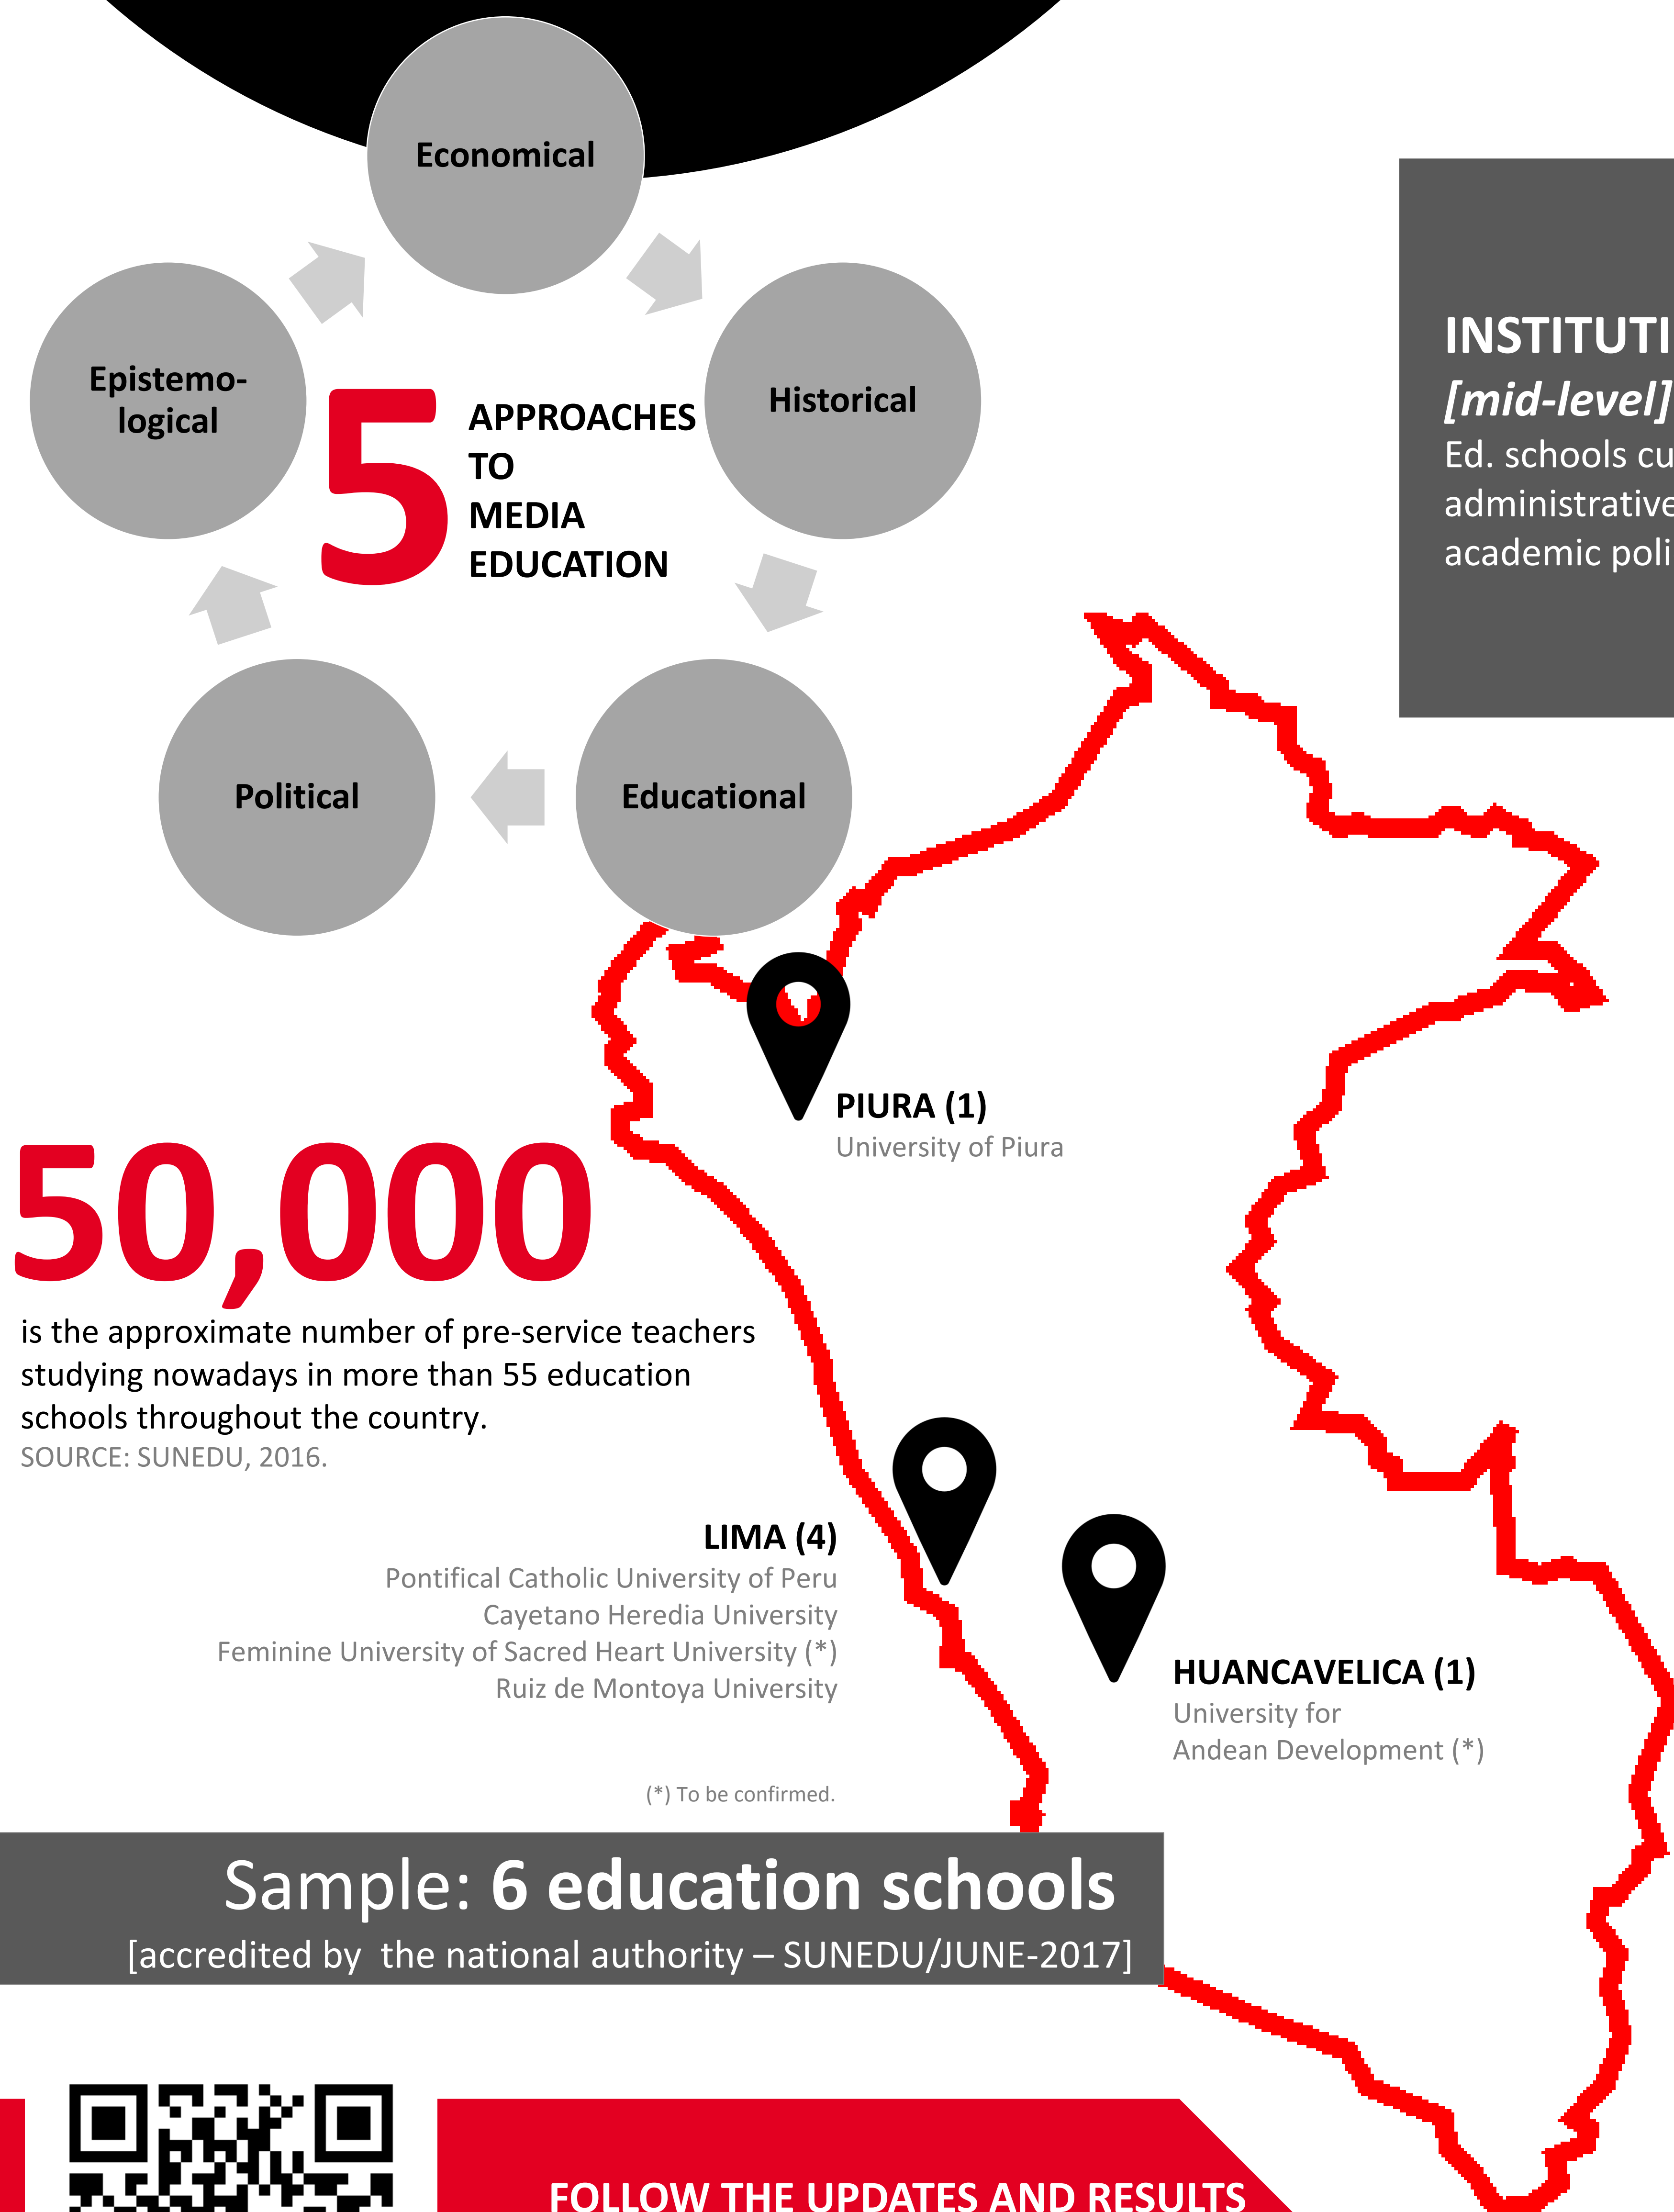 Economical
Epistemo-
logical
Historical
5
APPROACHES
TO
MEDIA
EDUCATION
Political
Educational
INSTITUTI
[mid-level]
Ed. schools cu
administrative
academic poli
PIURA (1)
University of Piura
50,000
is the approximate number of pre-service teachers
studying nowadays in more than 55 education
schools throughout the country.
SOURCE: SUNEDU, 2016.
LIMA (4)
Pontifical Catholic University of Peru
Cayetano Heredia University
Feminine University of Sacred Heart University (*)
Ruiz de Montoya University
HUANCAVELICA (1)
University for
Andean Development (*)
(*) To be confirmed.
Sample: 6 education schools
[accredited by  the national authority – SUNEDU/JUNE-2017]
FOLLOW THE UPDATES AND RESULTS